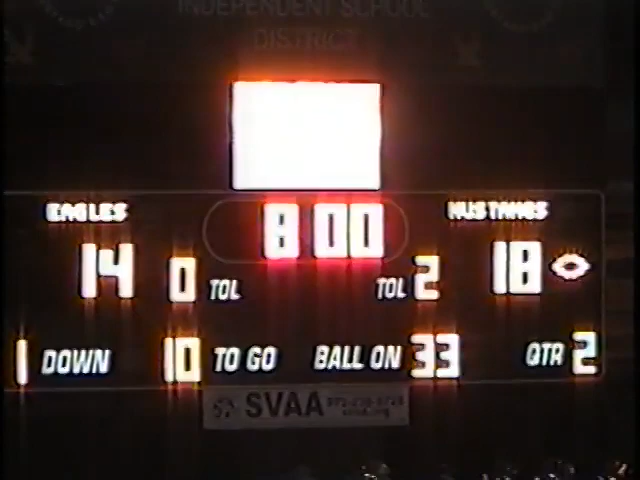 INDEPENDENT SCHOOL
DISTRICT
EAGLES 8:00 MUSTANGS
14 0 TOL TOL 2 18
1 DOWN 10 TO GO BALL ON 33 QTR 2
SVAA